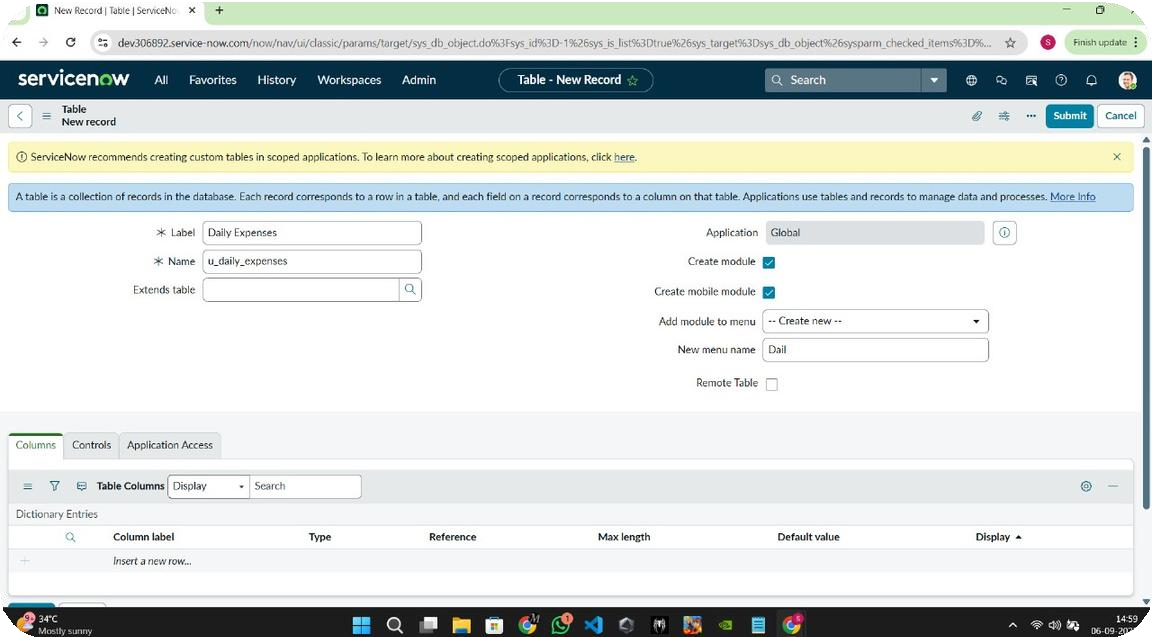 New Record | Table | ServiceNo
dev306892.service-now.com/now/nav/ui/classic/params/target/sys_db_object.do%3Fsys_id%3D-1%26sys_is_list%3Dtrue%26sys_target%3Dsys_db_object%26sysparm_checked_items%3D%...
S
Finish update
servicenow
All
Favorites
History
Workspaces
Admin
Table - New Record
Search
Table
New record
Submit
Cancel
ServiceNow recommends creating custom tables in scoped applications. To learn more about creating scoped applications, click here.
A table is a collection of records in the database. Each record corresponds to a row in a table, and each field on a record corresponds to a column on that table. Applications use tables and records to manage data and processes. More Info
Label
Daily Expenses
Application
Global
Name
u_daily_expenses
Create module
Extends table
Create mobile module
Add module to menu
-- Create new --
New menu name
Dail
Remote Table
Columns
Controls
Application Access
Table Columns
Display
Search
Dictionary Entries
Column label
Type
Reference
Max length
Default value
Display
Insert a new row...
34°C
Mostly sunny
14:59